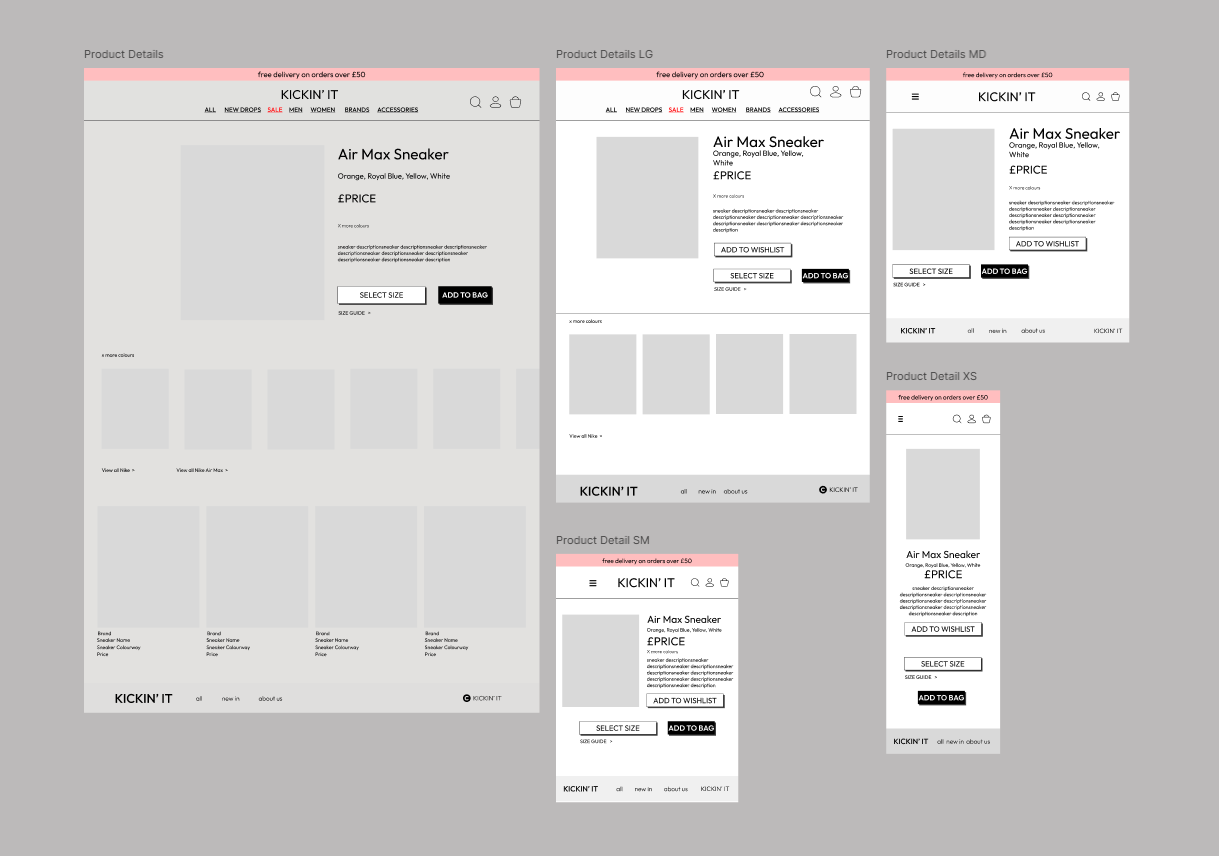 Product Details
free delivery on orders over £50
KICKIN' IT
ALL NEW DROPS SALE MEN WOMEN BRANDS ACCESSORIES
Air Max Sneaker
Orange, Royal Blue, Yellow, White
£PRICE
X more colours
sneaker descriptionsneaker descriptionsneaker descriptionsneaker
descriptionsneaker descriptionsneaker descriptionsneaker
descriptionsneaker descriptionsneaker description
SELECT SIZE ADD TO BAG
SIZE GUIDE >
x more colours
View all Nike > View all Nike Air Max >
Brand Brand Brand Brand
Sneaker Name Sneaker Name Sneaker Name Sneaker Name
Sneaker Colourway Sneaker Colourway Sneaker Colourway Sneaker Colourway
Price Price Price Price
KICKIN' IT all new in about us C KICKIN' IT
Product Details LG
free delivery on orders over £50
KICKIN' IT
ALL NEW DROPS SALE MEN WOMEN BRANDS ACCESSORIES
Air Max Sneaker
Orange, Royal Blue, Yellow,
White
£PRICE
X more colours
sneaker descriptionsneaker descriptionsneaker
descriptionsneaker descriptionsneaker descriptionsneaker
descriptionsneaker descriptionsneaker descriptionsneaker
description
ADD TO WISHLIST
SELECT SIZE ADD TO BAG
SIZE GUIDE >
x more colours
View all Nike >
KICKIN' IT all new in about us C KICKIN' IT
Product Details MD
free delivery on orders over £50
KICKIN' IT
Air Max Sneaker
Orange, Royal Blue, Yellow,
White
£PRICE
X more colours
sneaker descriptionsneaker descriptionsneaker
descriptionsneaker descriptionsneaker
descriptionsneaker descriptionsneaker
descriptionsneaker descriptionsneaker
description
ADD TO WISHLIST
SELECT SIZE ADD TO BAG
SIZE GUIDE >
KICKIN' IT all new in about us KICKIN' IT
Product Detail XS
free delivery on orders over £50
Air Max Sneaker
Orange, Royal Blue, Yellow, White
£PRICE
sneaker descriptionsneaker
descriptionsneaker descriptionsneaker
descriptionsneaker descriptionsneaker
descriptionsneaker descriptionsneaker
descriptionsneaker description
ADD TO WISHLIST
SELECT SIZE
SIZE GUIDE >
ADD TO BAG
KICKIN' IT all new in about us
Product Detail SM
free delivery on orders over £50
KICKIN' IT
Air Max Sneaker
Orange, Royal Blue, Yellow, White
£PRICE
X more colours
sneaker descriptionsneaker
descriptionsneaker descriptionsneaker
descriptionsneaker descriptionsneaker
descriptionsneaker descriptionsneaker
descriptionsneaker description
ADD TO WISHLIST
SELECT SIZE ADD TO BAG
SIZE GUIDE >
KICKIN' IT all new in about us KICKIN' IT